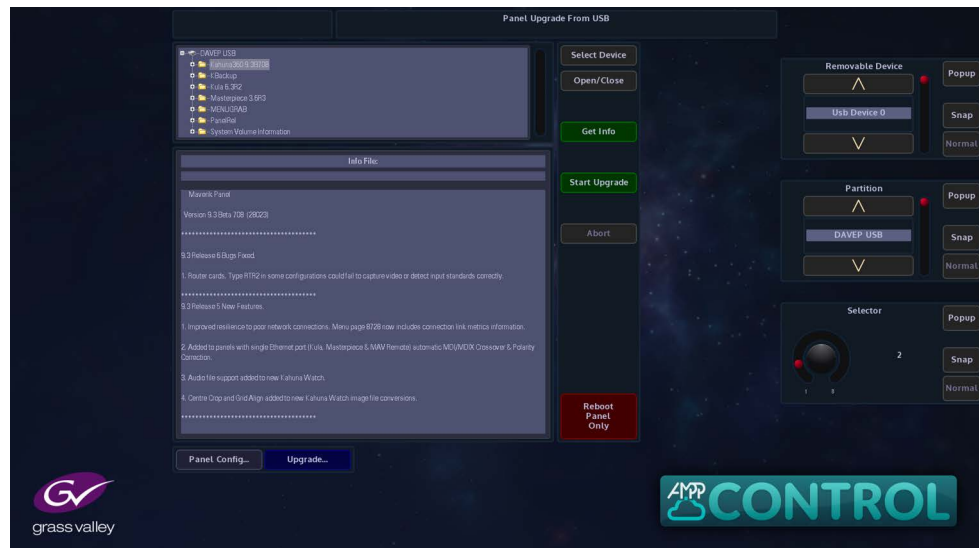 Panel Upgrade From USB
DAVEP USB
Kahuna360 9.3B708
KBackup
Kula 6.3R2
Masterpiece 3.6R3
MENUGRAB
PanelRel
System Volume Information
Select Device
Open/Close
Get Info
Start Upgrade
Abort
Reboot
Panel
Only
Info File:
Maverik Panel
Version 9.3 Beta 708 (28023)
**************************************
9.3 Release 6 Bugs Fixed.
1. Router cards, Type RTR2 in some configurations could fail to capture video or detect input standards correctly.
**************************************
9.3 Release 5 New Features.
1. Improved resilience to poor network connections. Menu page 8728 now includes connection link metrics information.
2. Added to panels with single Ethernet port (Kula, Masterpiece & MAV Remote) automatic MDI/MDIX Crossover & Polarity
Correction.
3. Audio file support added to new Kahuna Watch.
4. Centre Crop and Grid Align added to new Kahuna Watch image file conversions.
**************************************
Panel Config...
Upgrade...
Removable Device
Usb Device 0
Popup
Snap
Normal
Partition
DAVEP USB
Popup
Snap
Normal
Selector
2
1 8
Popup
Snap
Normal
GV
grass valley
AMPP
CONTROL